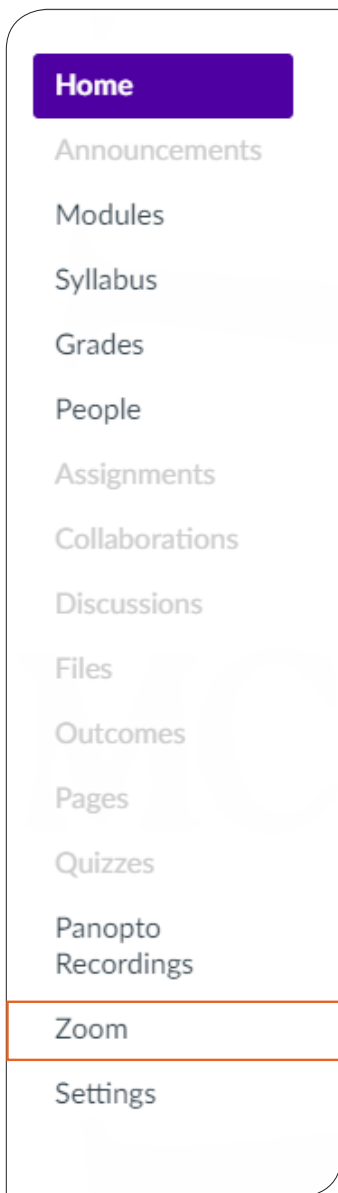 Home
Announcements
Modules
Syllabus
Grades
People
Assignments
Collaborations
Discussions
Files
Outcomes
Pages
Quizzes
Panopto
Recordings
Zoom
Settings